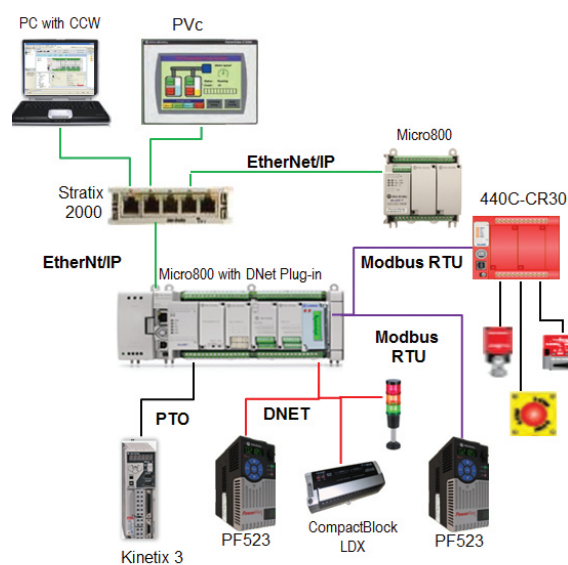 PC with CCW
PVc
Micro800
EtherNet/IP
Stratix
2000
440C-CR30
EtherNt/IP
Micro800 with DNet Plug-in
Modbus RTU
Modbus
RTU
PTO
DNET
PF523
CompactBlock
LDX
PF523
Kinetix 3